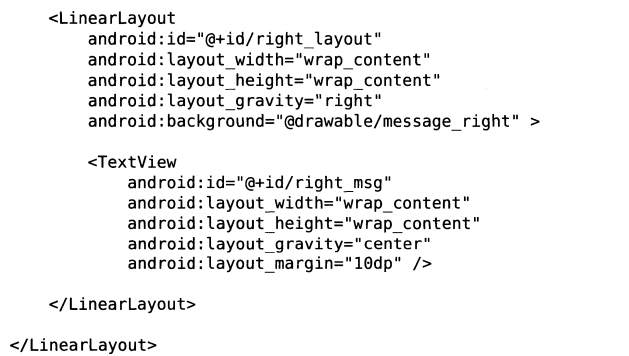 <LinearLayout
android:id="@+id/right_layout"
android:layout_width="wrap_content"
android:layout_height="wrap_content"
android:layout_gravity="right"
android:background="@drawable/message_right" >
<TextView
android:id="@+id/right_msg"
android:layout_width="wrap_content"
android:layout_height="wrap_content"
android:layout_gravity="center"
android:layout_margin="10dp" />
</LinearLayout>
</LinearLayout>